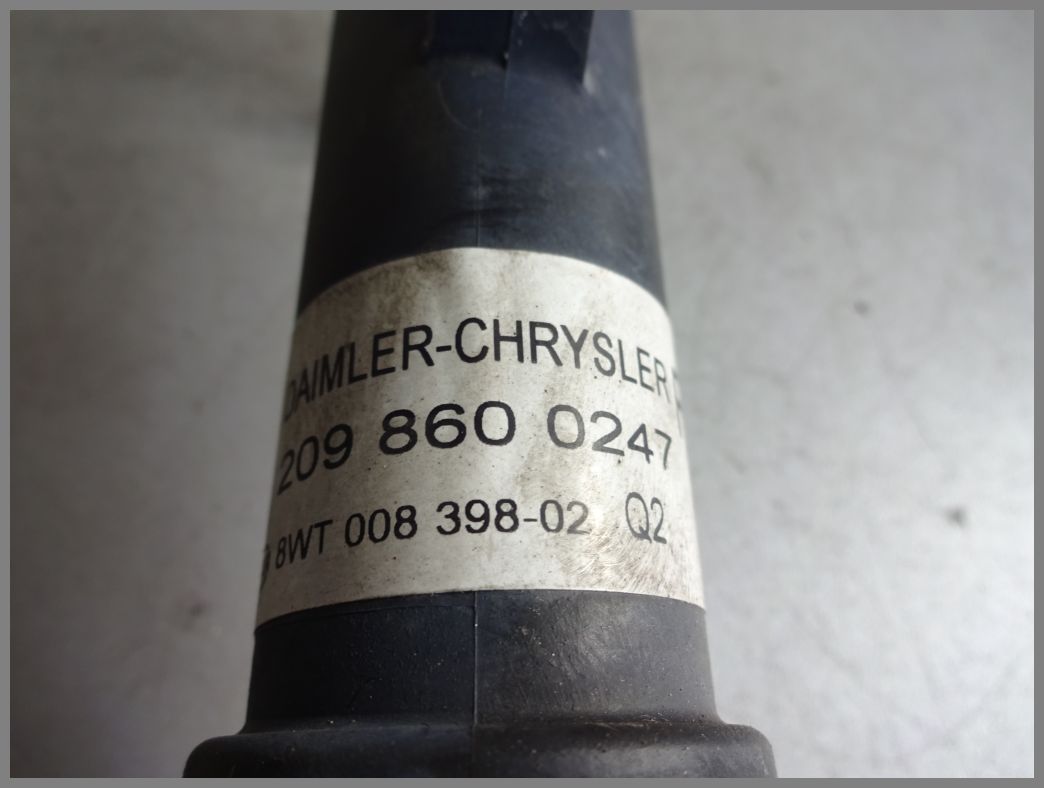 DAIMLER-CHRYSLER
209 860 0247
8WT 008 398-02 Q2